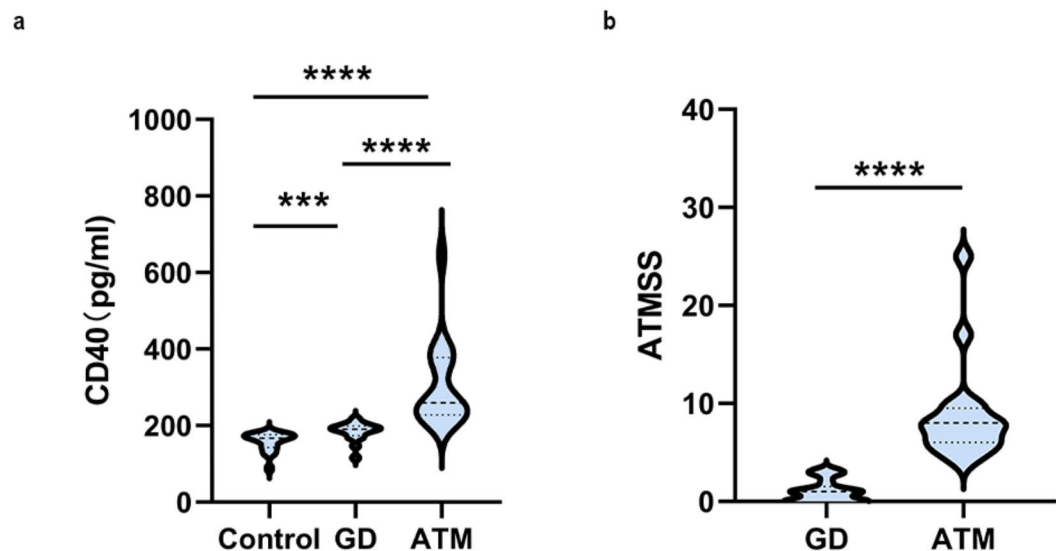 a
****
****
***
1000
800
600
400
200
0
CD40（pg/ml）
Control GD ATM
b
****
40
30
20
10
0
ATMSS
GD ATM